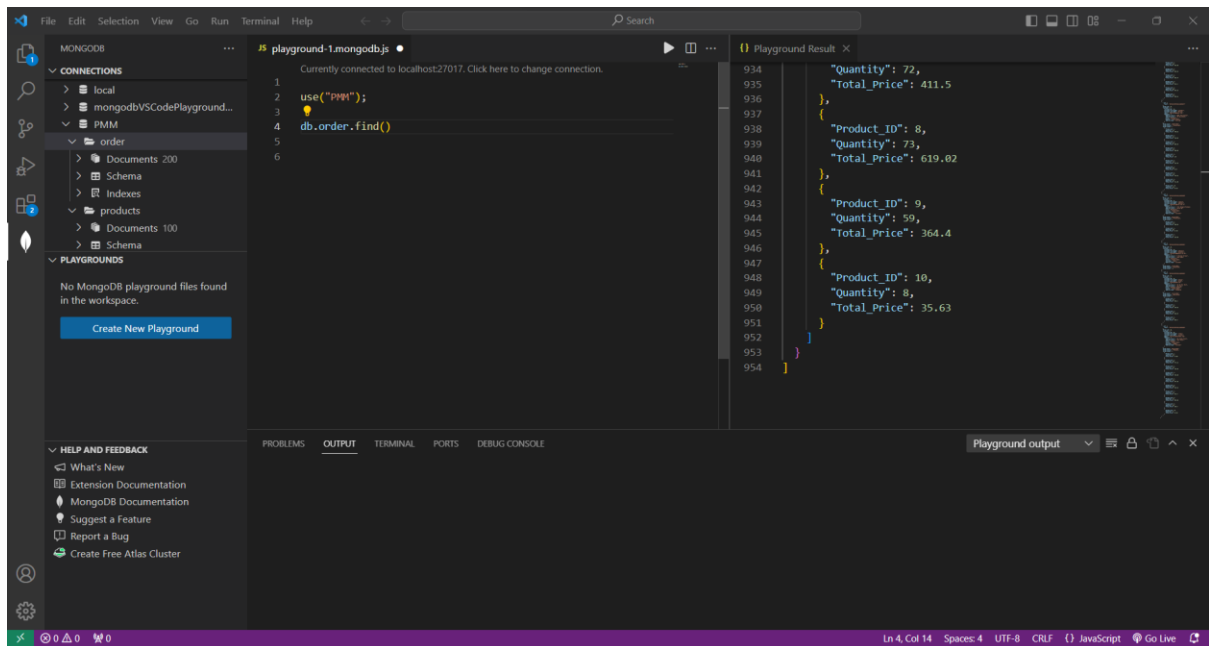 File Edit Selection View Go Run Terminal Help
Search
MONGODB
CONNECTIONS
local
mongodbVSCodePlayground...
PMM
order
Documents 200
Schema
Indexes
products
Documents 100
Schema
PLAYGROUNDS
No MongoDB playground files found
in the workspace.
Create New Playground
HELP AND FEEDBACK
What's New
Extension Documentation
MongoDB Documentation
Suggest a Feature
Report a Bug
Create Free Atlas Cluster
1
2
JS playground-1.mongodb.js
Currently connected to localhost:27017. Click here to change connection.
1
2 use("PMM");
3
4 db.order.find()
5
6
{} Playground Result
934 "Quantity": 72,
935 "Total_Price": 411.5
936 },
937 {
938 "Product_ID": 8,
939 "Quantity": 73,
940 "Total_Price": 619.02
941 },
942 {
943 "Product_ID": 9,
944 "Quantity": 59,
945 "Total_Price": 364.4
946 },
947 {
948 "Product_ID": 10,
949 "Quantity": 8,
950 "Total_Price": 35.63
951 }
952 ]
953 }
954 ]
PROBLEMS OUTPUT TERMINAL PORTS DEBUG CONSOLE
Playground output
0 0 0
Ln 4, Col 14 Spaces: 4 UTF-8 CRLF {} JavaScript Go Live